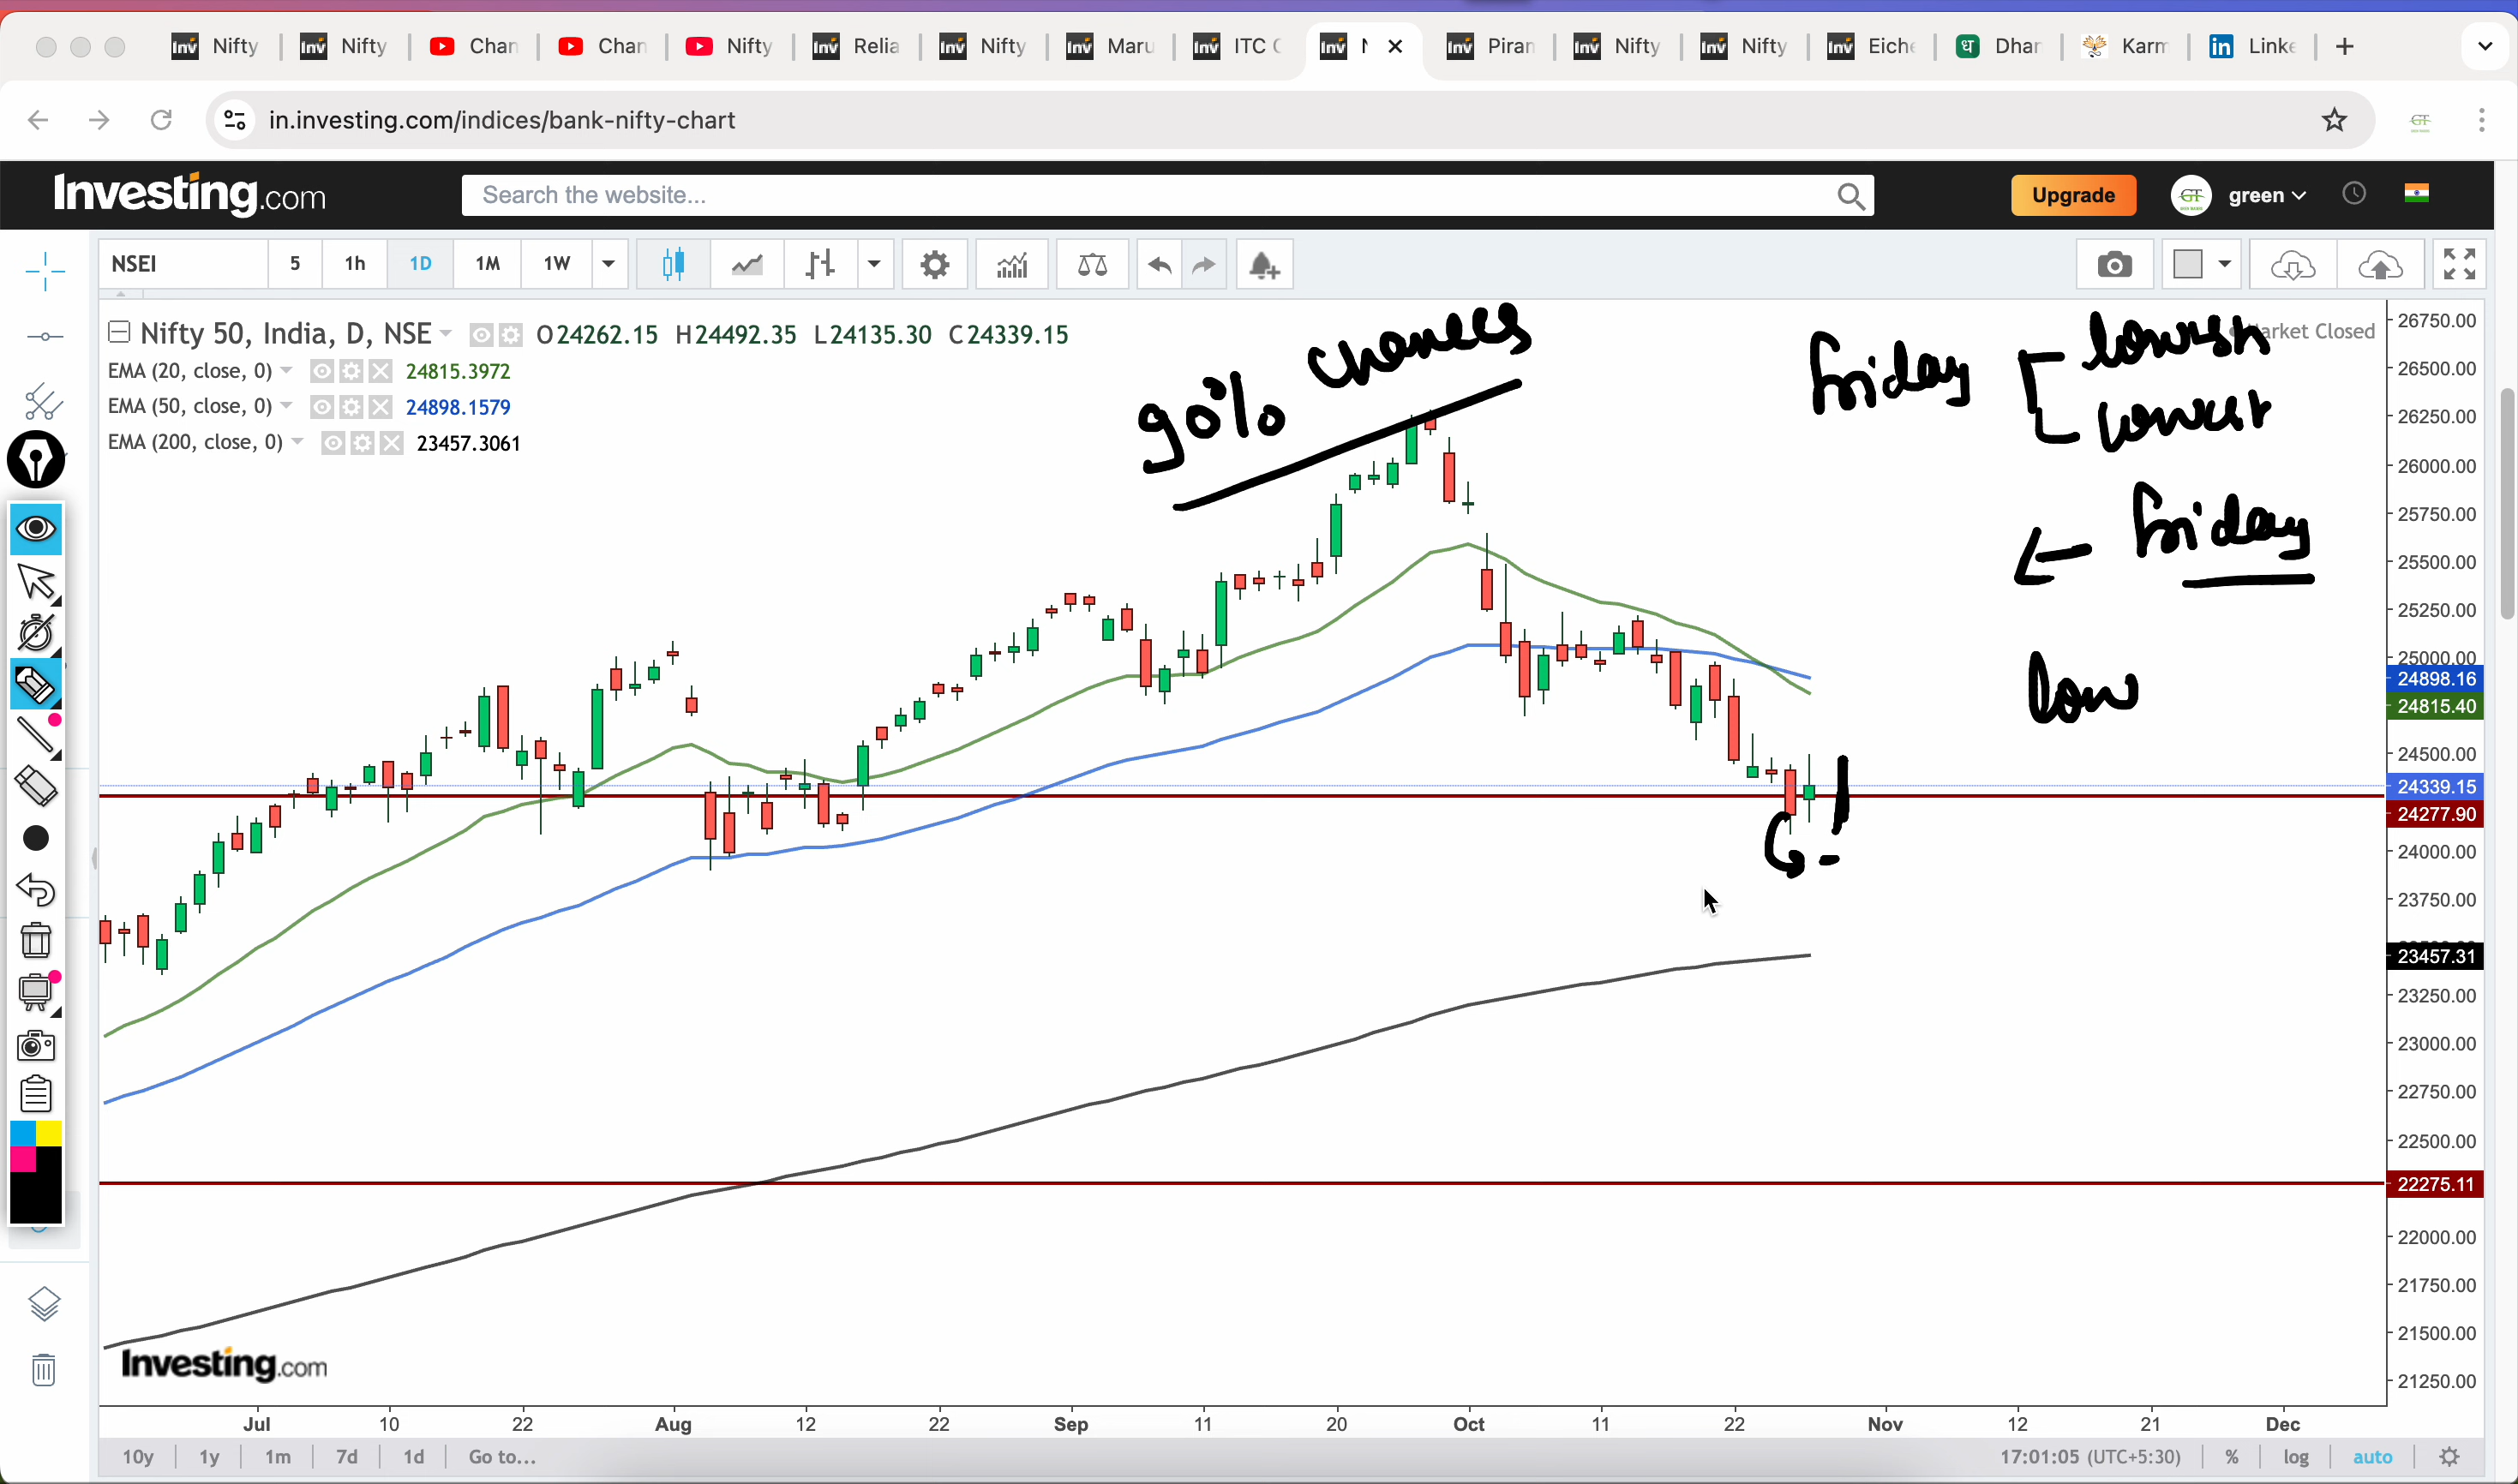 Nifty
Nifty
Chan
Chan
Nifty
Relia
Nifty
Maru
ITC
Piran
Nifty
Nifty
Eiche
Dhar
Karm
Linke
in.investing.com/indices/bank-nifty-chart
Investing.com
Search the website...
Upgrade
green
NSEI
5
1h
1D
1M
1W
Nifty 50, India, D, NSE O24262.15 H24492.35 L24135.30 C24339.15
Market Closed
EMA (20, close, 0) 24815.3972
EMA (50, close, 0) 24898.1579
EMA (200, close, 0) 23457.3061
90% chances
friday
lowest
friday
low
26750.00
26500.00
26250.00
26000.00
25750.00
25500.00
25250.00
25000.00
24898.16
24815.40
24500.00
24339.15
24277.90
24000.00
23750.00
23457.31
23250.00
23000.00
22750.00
22500.00
22275.11
22000.00
21750.00
21500.00
21250.00
Investing.com
Jul 10 22 Aug 12 22 Sep 11 20 Oct 11 22 Nov 12 21 Dec
10y 1y 1m 7d 1d Go to...
17:01:05 (UTC+5:30) % log auto